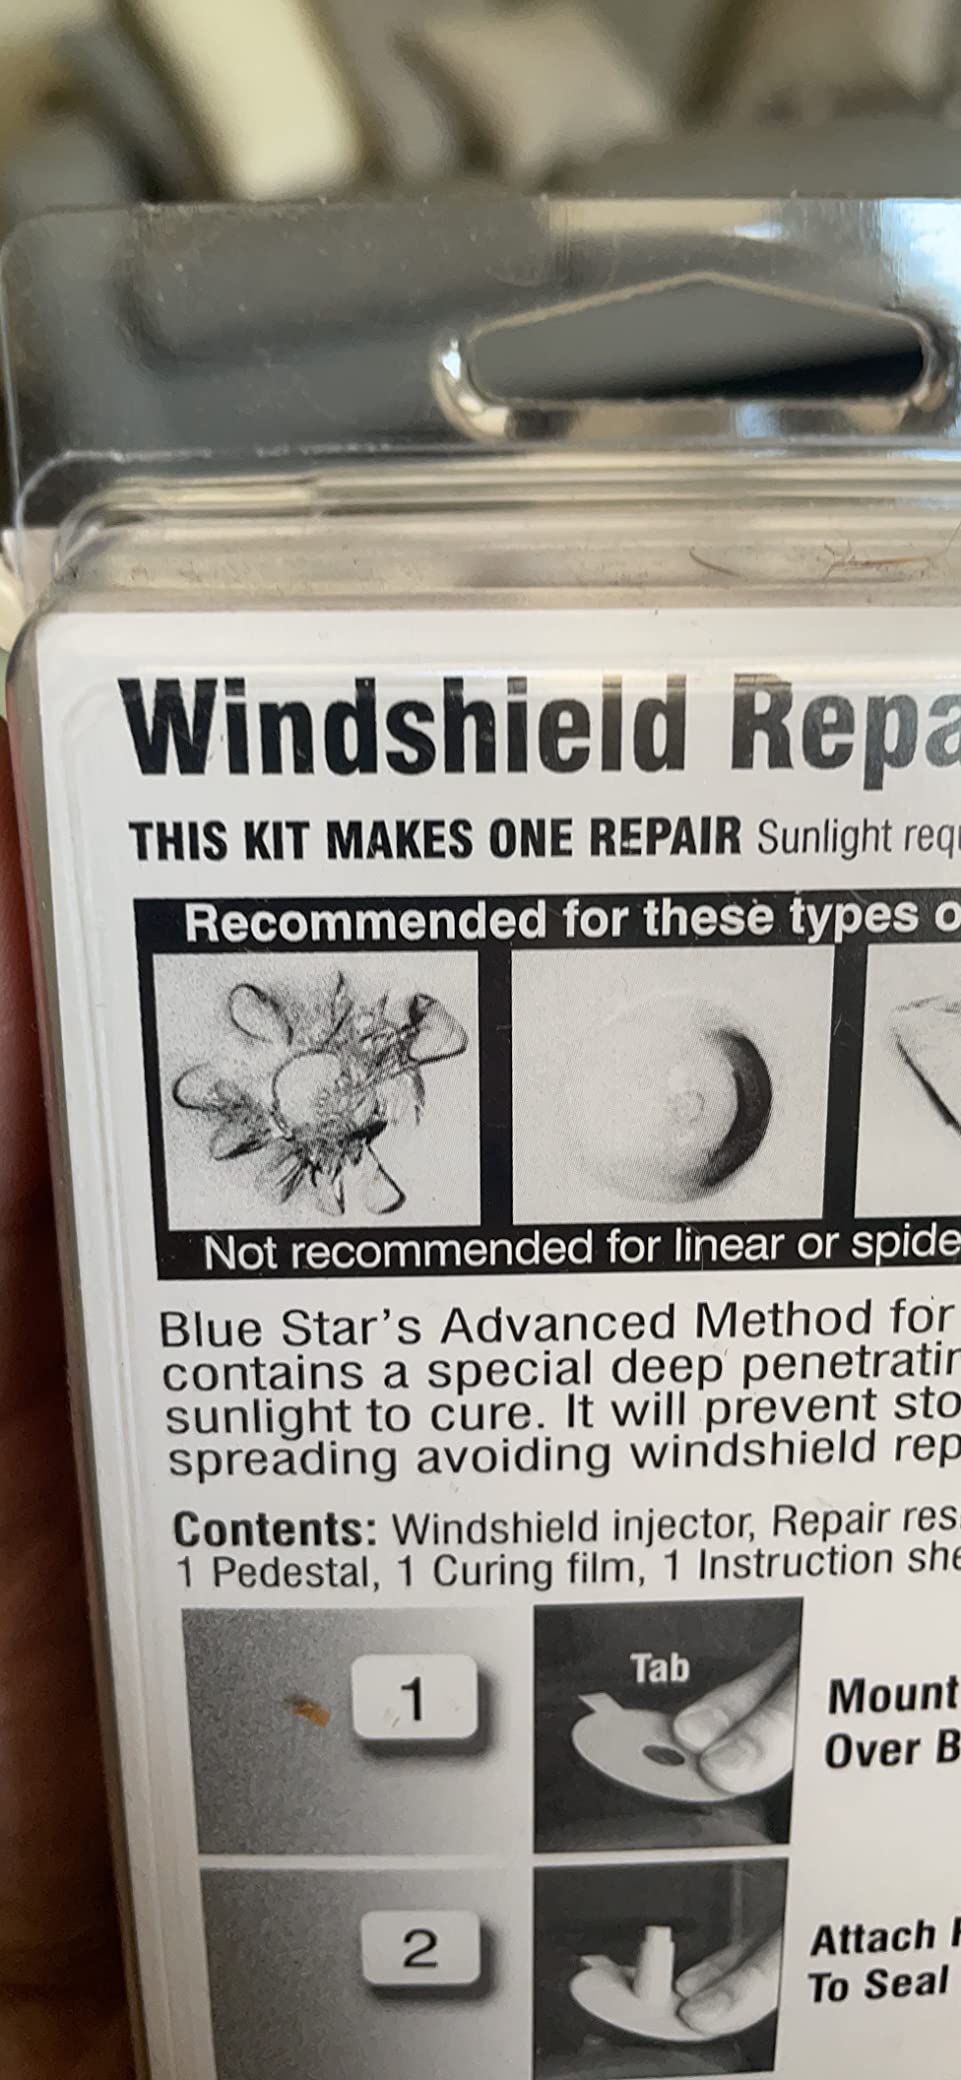 Windshield Repa
THIS KIT MAKES ONE REPAIR Sunlight requ
Recommended for these types o
Not recommended for linear or spide
Blue Star's Advanced Method for
contains a special deep penetratin
sunlight to cure. It will prevent sto
spreading avoiding windshield rep
Contents: Windshield injector, Repair res
1 Pedestal, 1 Curing film, 1 Instruction she
1
Tab
Mount
Over B
2
Attach P
To Seal